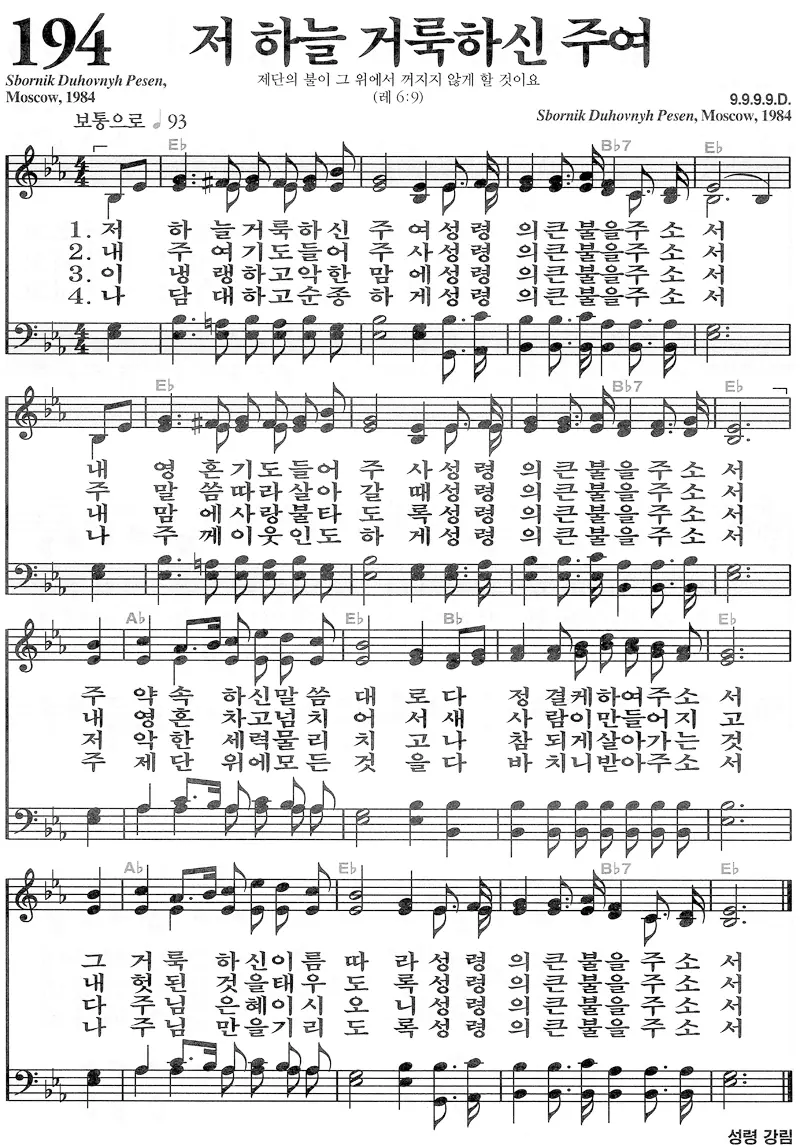 194
저 하늘 거룩하신 주여
Sbornik Duhovnyh Pesen,
Moscow, 1984
제단의 불이 그 위에서 꺼지지 않게 할 것이요
(레 6:9)
9.9.9.9.D.
Sbornik Duhovnyh Pesen, Moscow, 1984
보통으로 ♩ 93
E♭ B♭7 E♭
4/4
1. 저 하늘거룩하신 주여성령 의큰불을주소서
2. 내 주여기도들어 주사성령 의큰불을주소서
3. 이 냉랭하고악한 맘에성령 의큰불을주소서
4. 나 담대하고순종 하게성령 의큰불을주소서
4/4
E♭ B♭7 E♭
내 영혼기도들어 주사성령 의큰불을주소서
주 말씀따라살아 갈때성령 의큰불을주소서
내 맘에사랑불타 도록성령 의큰불을주소서
나 주께이웃인도 하게성령 의큰불을주소서
A♭ E♭ B♭ E♭
주 약속하신말씀 대로다 정결케하여주소서
내 영혼차고넘치 어서새 사람이만들어지고
저 악한세력물리 치고나 참되게살아가는것
주 제단위에모든 것을다 바치니받아주소서
A♭ E♭ B♭7 E♭
그 거룩하신이름 따라성령 의큰불을주소서
내 헛된것을태우 도록성령 의큰불을주소서
다 주님은혜이시 오니성령 의큰불을주소서
나 주님만을기리 도록성령 의큰불을주소서
성령 강림